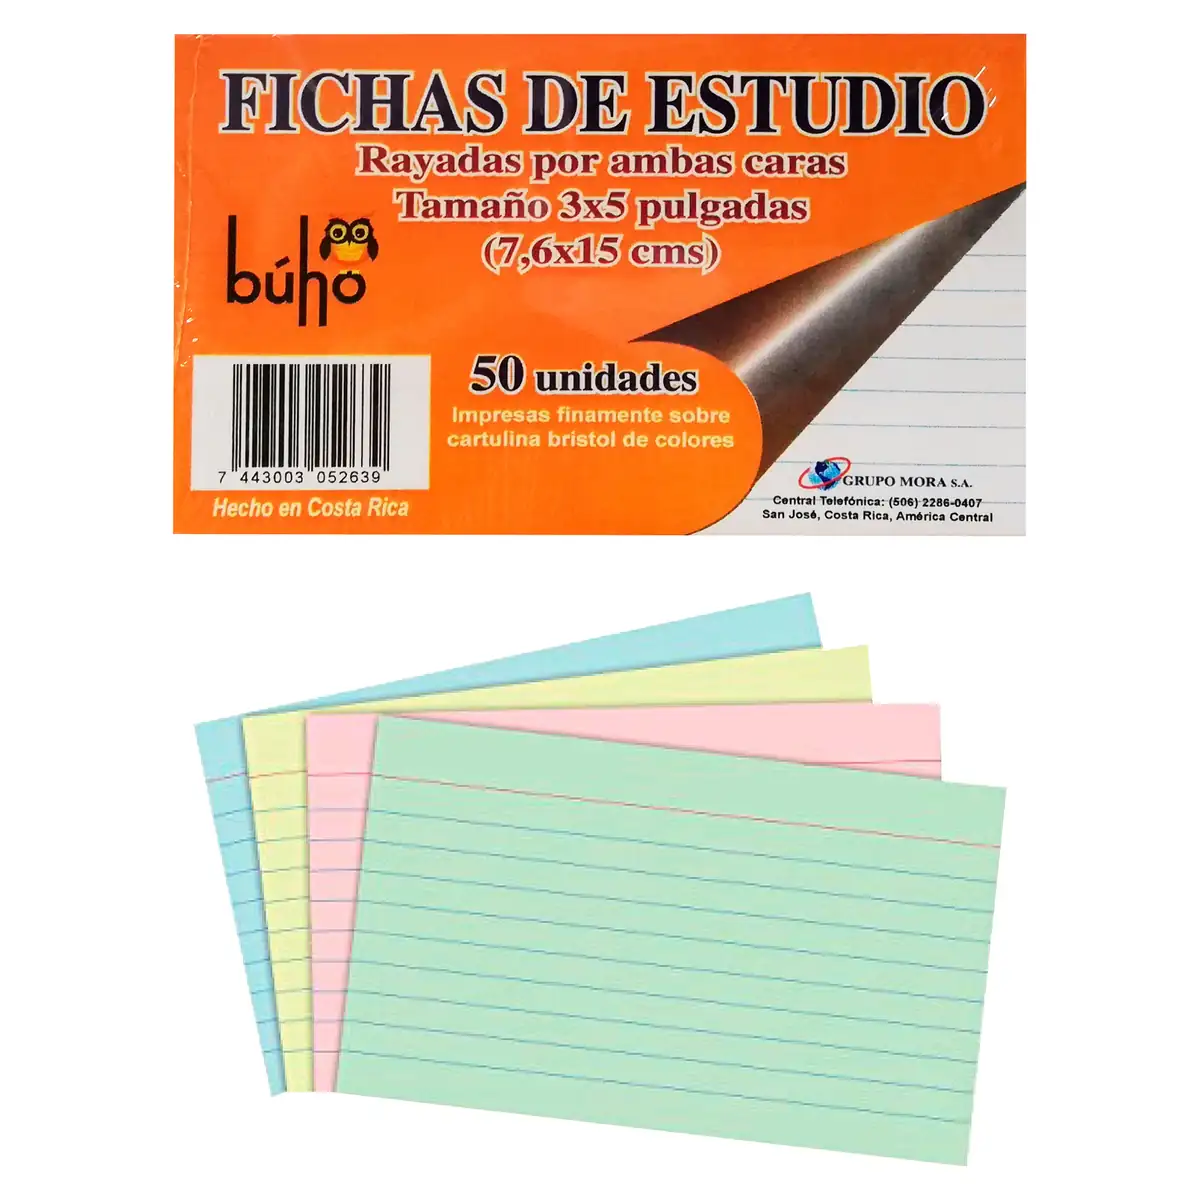 FICHAS DE ESTUDIO
Rayadas por ambas caras
Tamaño 3x5 pulgadas
(7,6x15 cms)
búho
50 unidades
Impresas finamente sobre
cartulina bristol de colores
7 443003 052639
Hecho en Costa Rica
GRUPO MORA S.A.
Central Telefónica: (506) 2286-0407
San José, Costa Rica, América Central